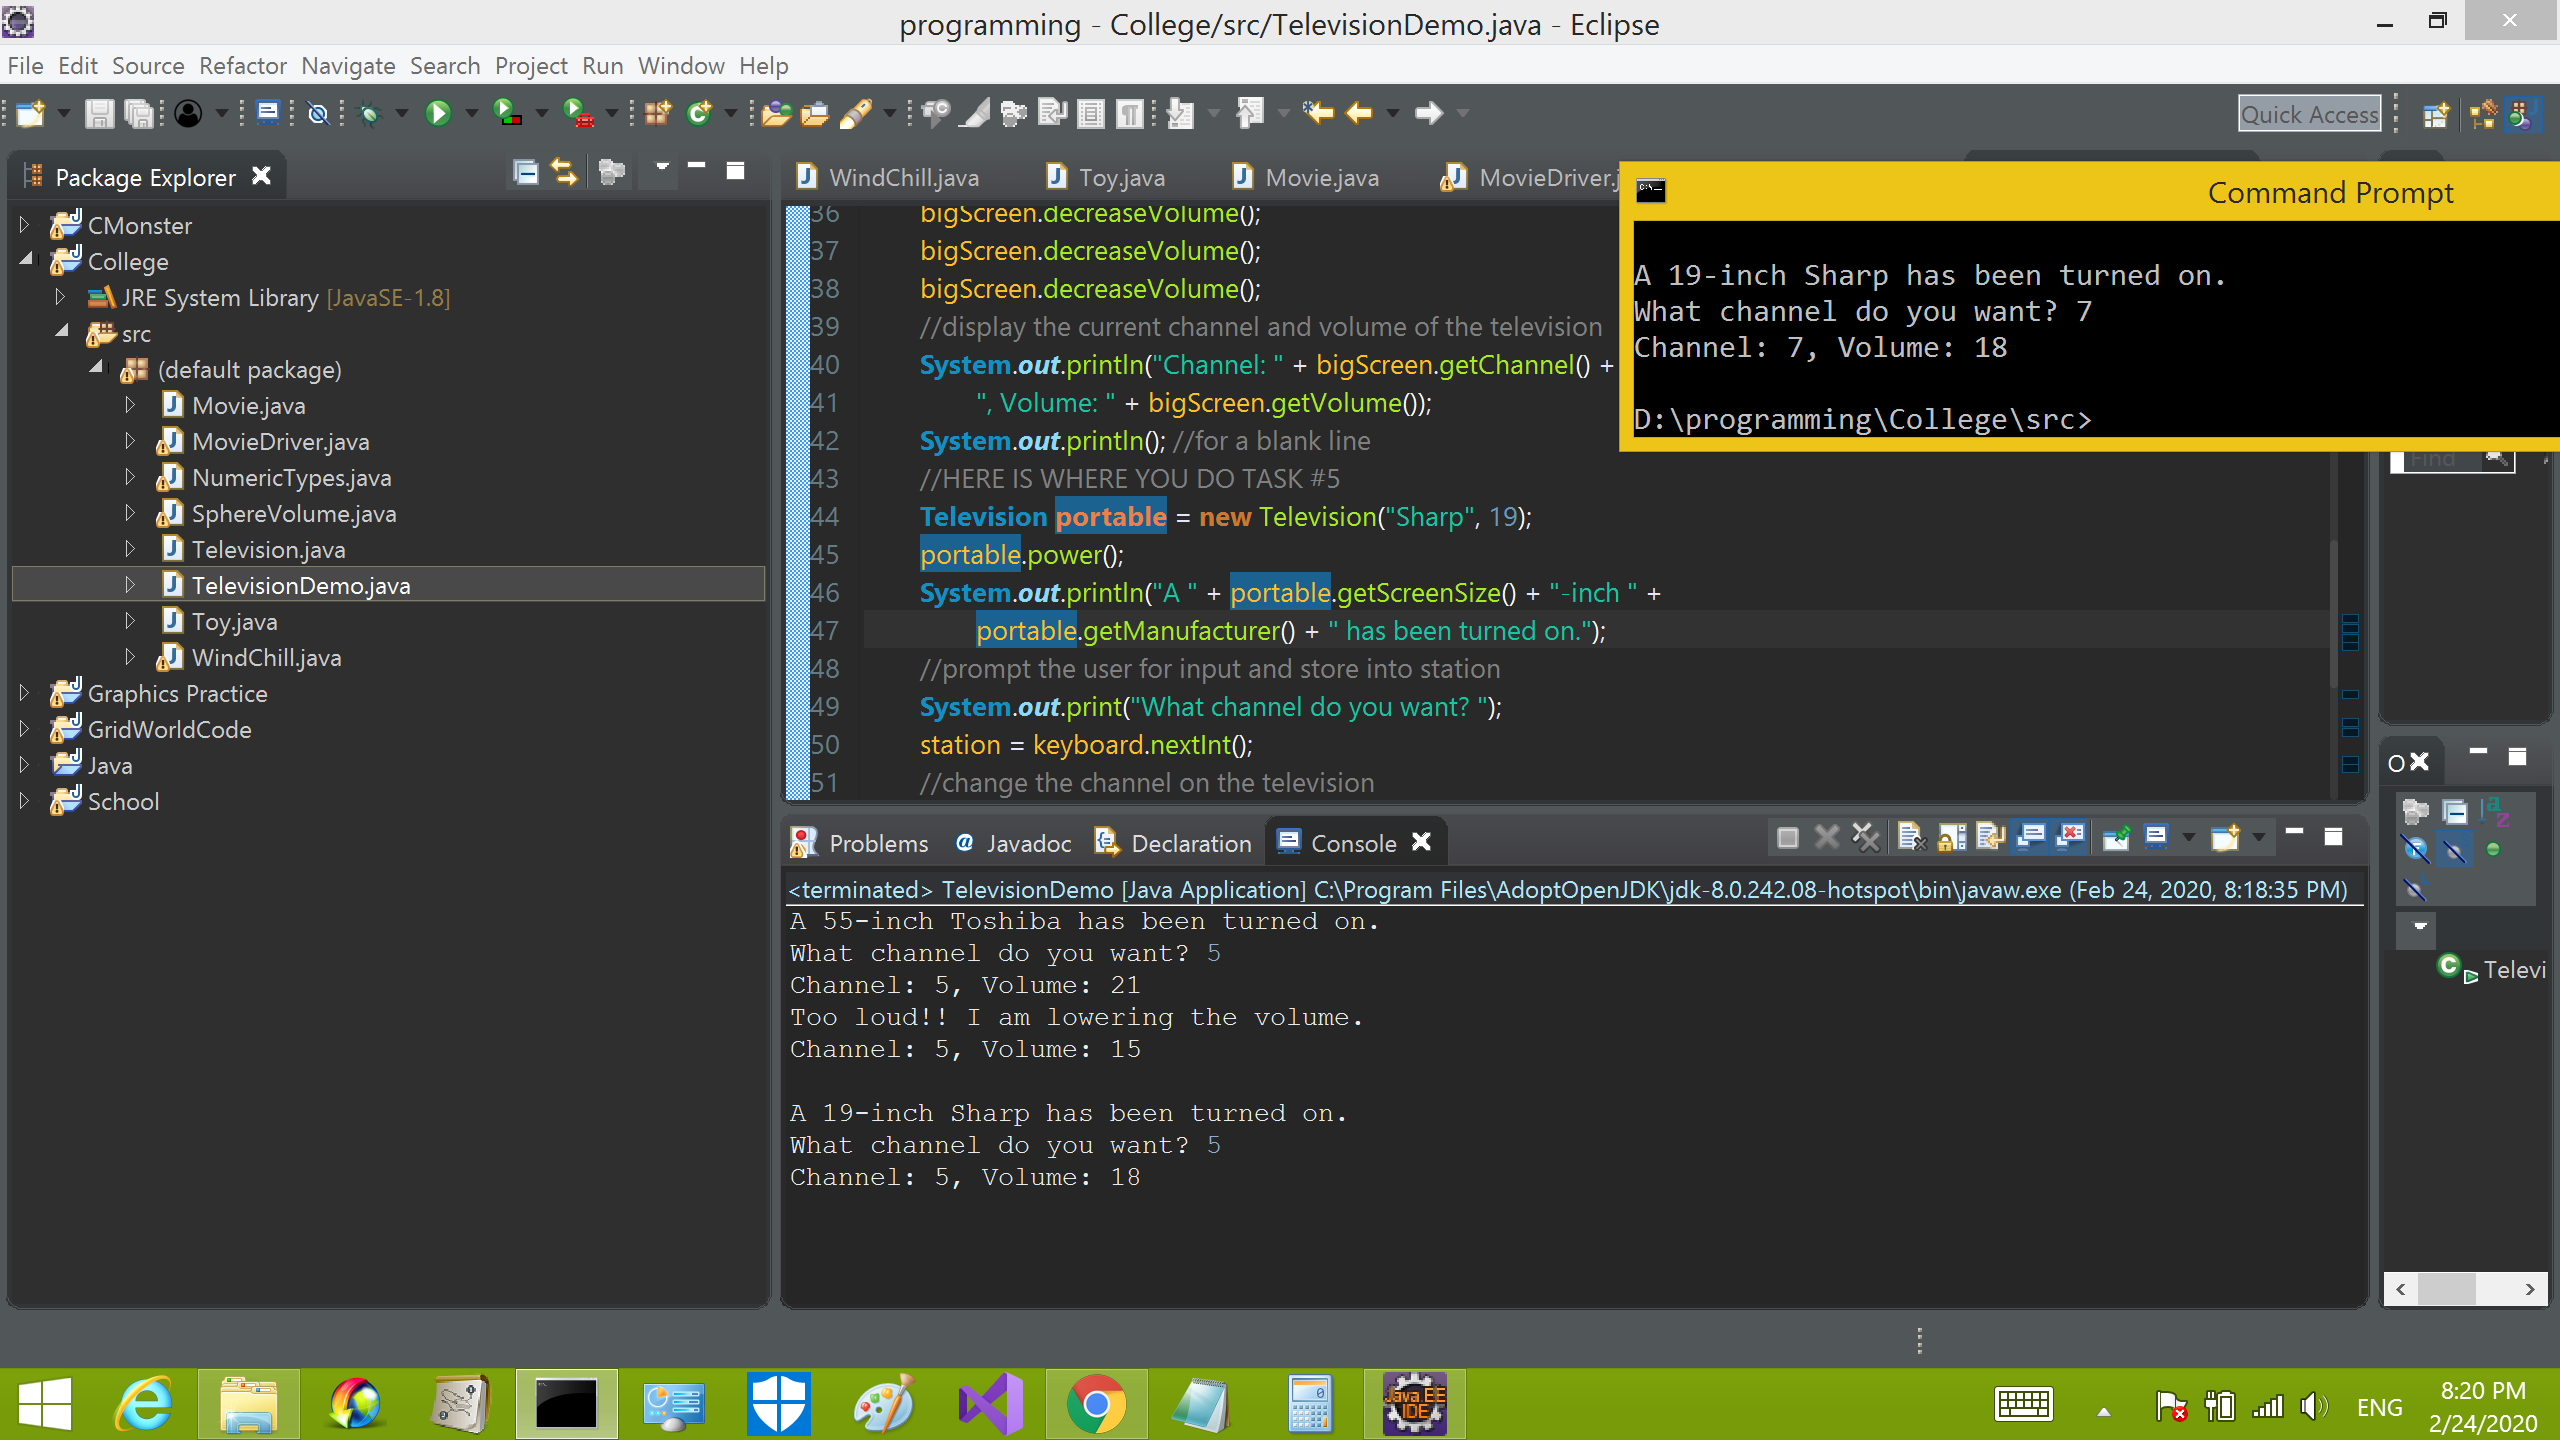 programming - College/src/TelevisionDemo.java - Eclipse
File Edit Source Refactor Navigate Search Project Run Window Help
Quick Access
Package Explorer
CMonster
College
JRE System Library [JavaSE-1.8]
src
(default package)
Movie.java
MovieDriver.java
NumericTypes.java
SphereVolume.java
Television.java
TelevisionDemo.java
Toy.java
WindChill.java
Graphics Practice
GridWorldCode
Java
School
WindChill.java Toy.java Movie.java MovieDriver.j
36 bigScreen.decreaseVolume();
37 bigScreen.decreaseVolume();
38 bigScreen.decreaseVolume();
39 //display the current channel and volume of the television
40 System.out.println("Channel: " + bigScreen.getChannel() +
41 ", Volume: " + bigScreen.getVolume());
42 System.out.println(); //for a blank line
43 //HERE IS WHERE YOU DO TASK #5
44 Television portable = new Television("Sharp", 19);
45 portable.power();
46 System.out.println("A " + portable.getScreenSize() + "-inch " +
47 portable.getManufacturer() + " has been turned on.");
48 //prompt the user for input and store into station
49 System.out.print("What channel do you want? ");
50 station = keyboard.nextInt();
51 //change the channel on the television
Command Prompt
A 19-inch Sharp has been turned on.
What channel do you want? 7
Channel: 7, Volume: 18
D:\programming\College\src>
Find
O
Televi
Problems Javadoc Declaration Console
<terminated> TelevisionDemo [Java Application] C:\Program Files\AdoptOpenJDK\jdk-8.0.242.08-hotspot\bin\javaw.exe (Feb 24, 2020, 8:18:35 PM)
A 55-inch Toshiba has been turned on.
What channel do you want? 5
Channel: 5, Volume: 21
Too loud!! I am lowering the volume.
Channel: 5, Volume: 15
A 19-inch Sharp has been turned on.
What channel do you want? 5
Channel: 5, Volume: 18
Java EE
IDE
ENG
8:20 PM
2/24/2020